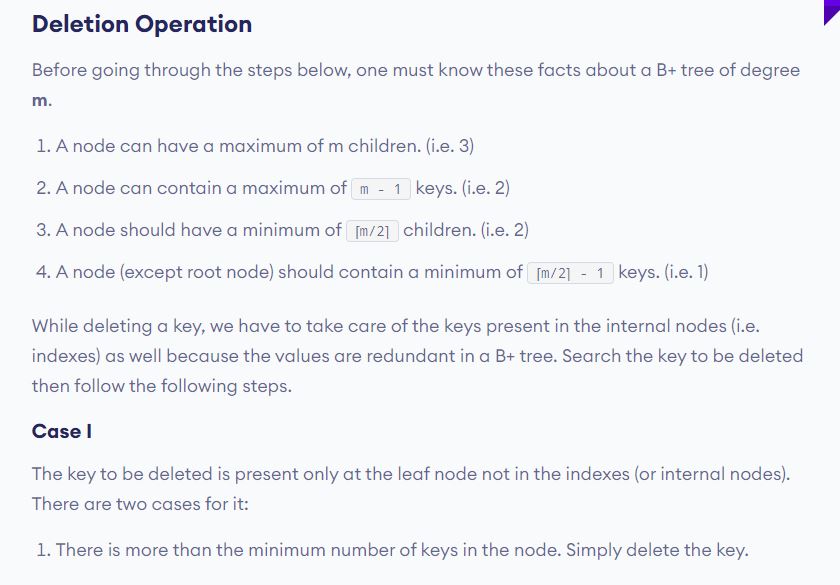 Deletion Operation
Before going through the steps below, one must know these facts about a B+ tree of degree
m.
1. A node can have a maximum of m children. (i.e. 3)
2. A node can contain a maximum of m - 1 keys. (i.e. 2)
3. A node should have a minimum of ⌈m/2⌉ children. (i.e. 2)
4. A node (except root node) should contain a minimum of ⌈m/2⌉ - 1 keys. (i.e. 1)
While deleting a key, we have to take care of the keys present in the internal nodes (i.e.
indexes) as well because the values are redundant in a B+ tree. Search the key to be deleted
then follow the following steps.
Case I
The key to be deleted is present only at the leaf node not in the indexes (or internal nodes).
There are two cases for it:
1. There is more than the minimum number of keys in the node. Simply delete the key.